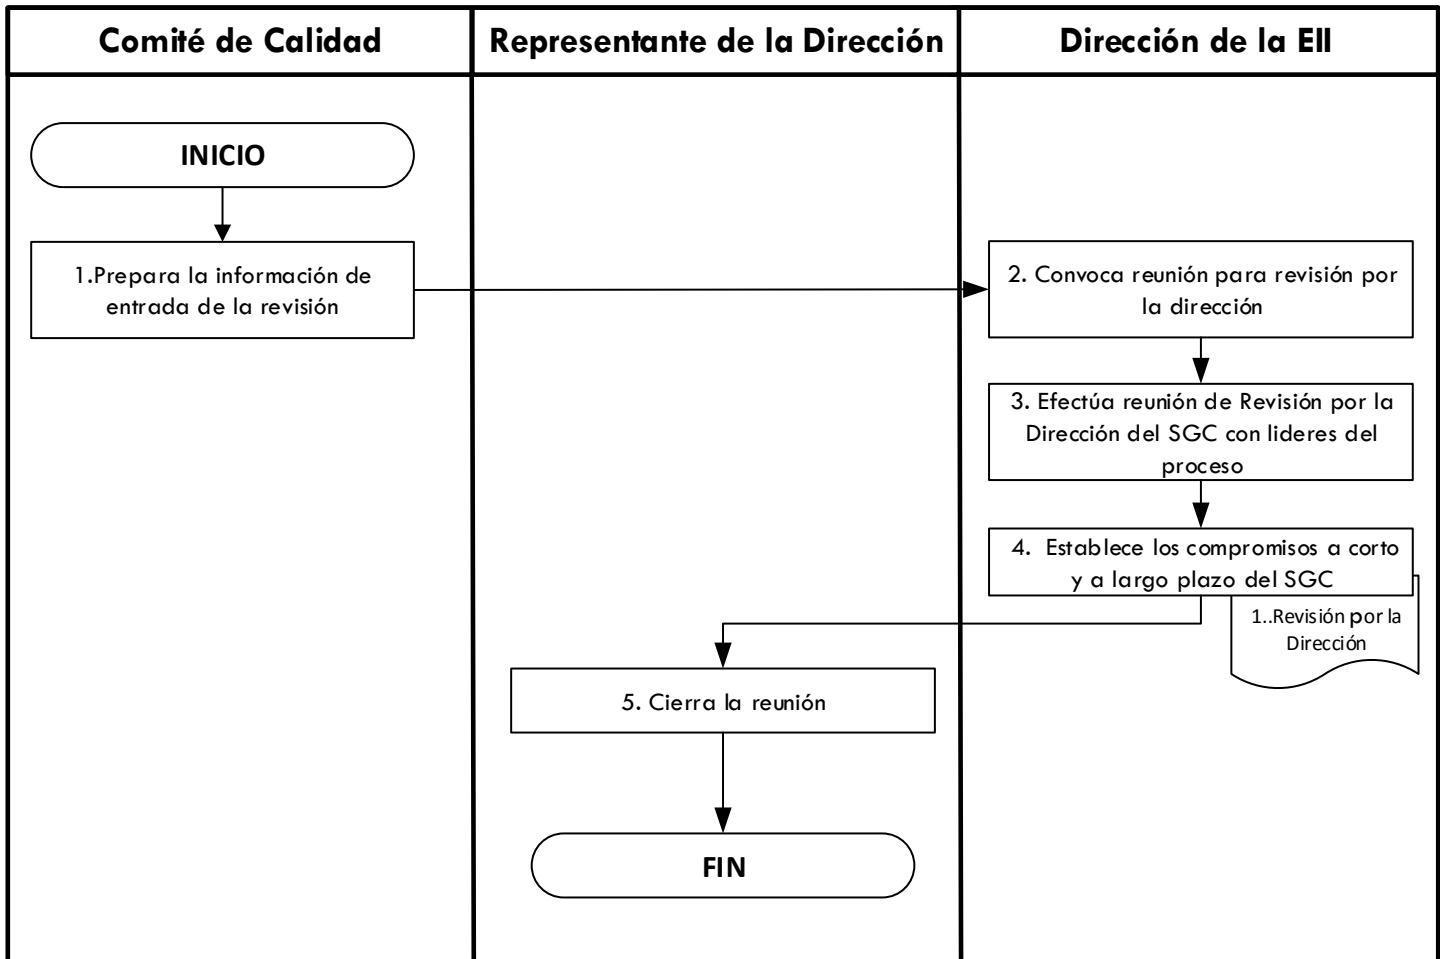 Comité de Calidad
Representante de la Dirección
Dirección de la EII
INICIO
1.Prepara la información de
entrada de la revisión
2. Convoca reunión para revisión por
la dirección
3. Efectúa reunión de Revisión por la
Dirección del SGC con lideres del
proceso
4. Establece los compromisos a corto
y a largo plazo del SGC
1..Revisión por la
Dirección
5. Cierra la reunión
FIN